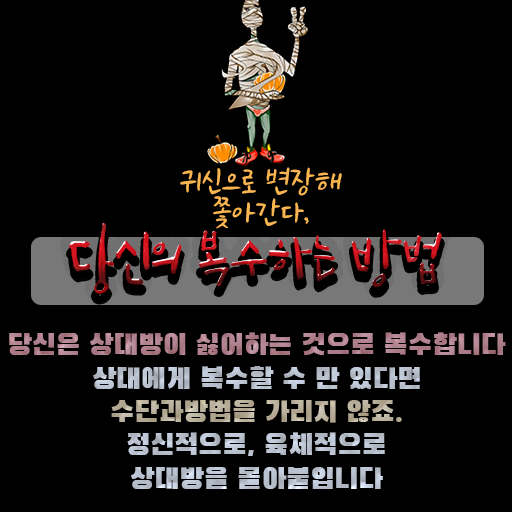 귀신으로 변장해
쫓아간다,
당신의 복수하는 방법
당신은 상대방이 싫어하는 것으로 복수합니다
상대에게 복수할 수 만 있다면
수단과방법을 가리지 않죠.
정신적으로, 육체적으로
상대방을 몰아붙입니다